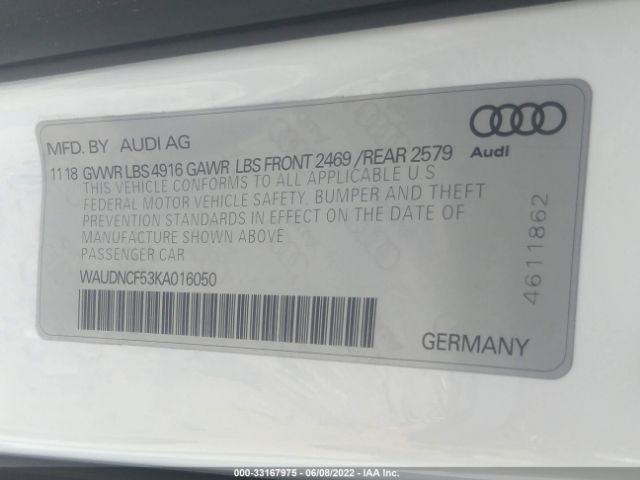 MFD. BY AUDI AG
Audi
11 18 GVWR LBS 4916 GAWR LBS FRONT 2469 /REAR 2579
THIS VEHICLE CONFORMS TO ALL APPLICABLE U S
FEDERAL MOTOR VEHICLE SAFETY, BUMPER AND THEFT
PREVENTION STANDARDS IN EFFECT ON THE DATE OF
MANUFACTURE SHOWN ABOVE
PASSENGER CAR
WAUDNCF53KA016050
4611862
GERMANY
000-33167975 - 06/08/2022 - IAA Inc.